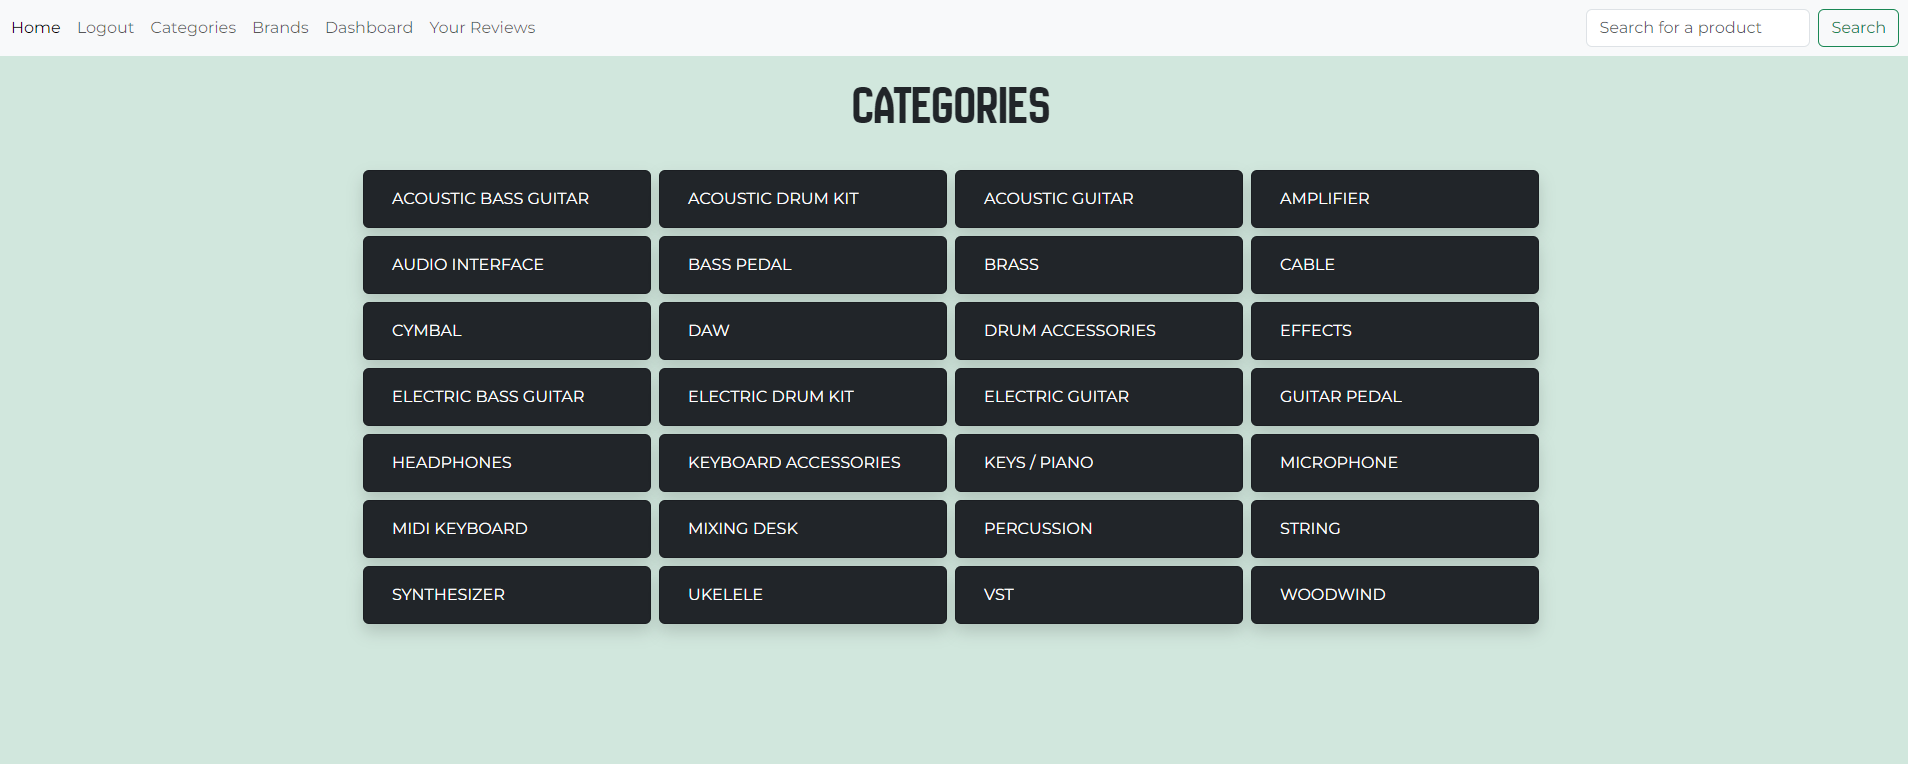 Home Logout Categories Brands Dashboard Your Reviews Search for a product Search
CATEGORIES
ACOUSTIC BASS GUITAR ACOUSTIC DRUM KIT ACOUSTIC GUITAR AMPLIFIER
AUDIO INTERFACE BASS PEDAL BRASS CABLE
CYMBAL DAW DRUM ACCESSORIES EFFECTS
ELECTRIC BASS GUITAR ELECTRIC DRUM KIT ELECTRIC GUITAR GUITAR PEDAL
HEADPHONES KEYBOARD ACCESSORIES KEYS / PIANO MICROPHONE
MIDI KEYBOARD MIXING DESK PERCUSSION STRING
SYNTHESIZER UKELELE VST WOODWIND